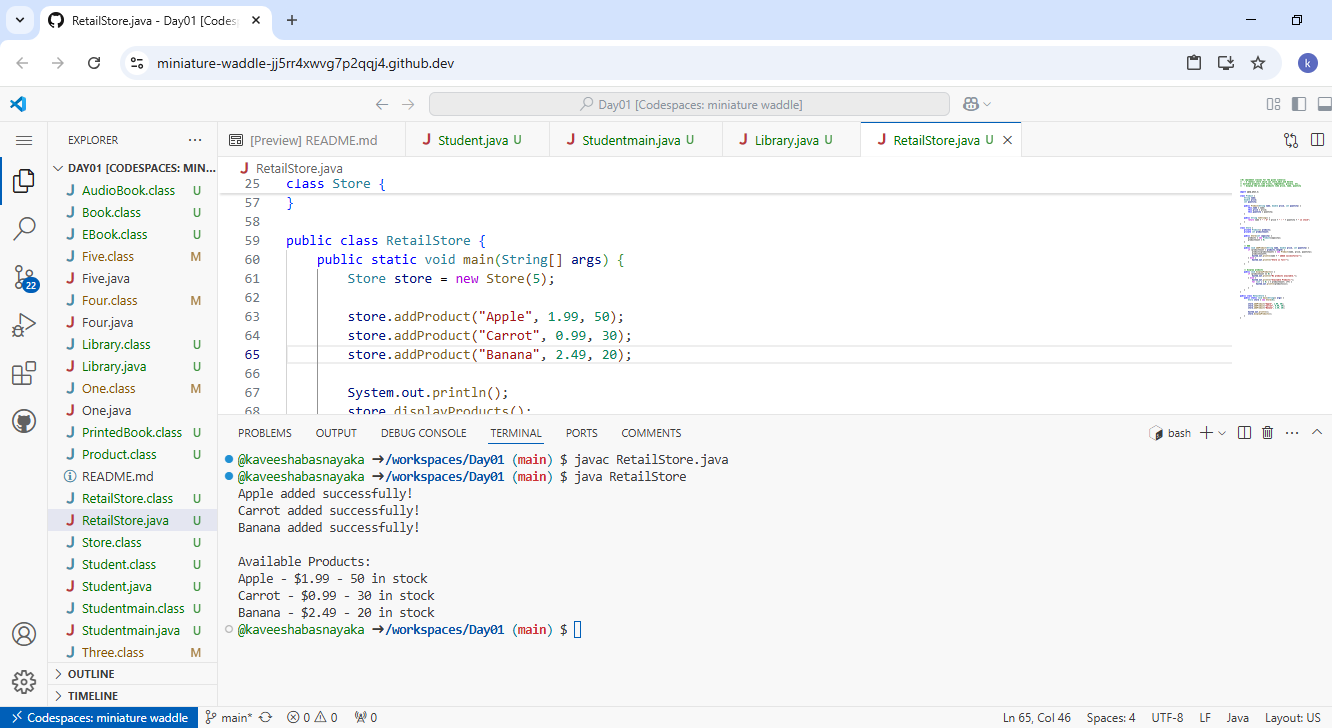 RetailStore.java - Day01 [Codesp
miniature-waddle-jj5rr4xwvg7p2qqj4.github.dev
k
Day01 [Codespaces: miniature waddle]
EXPLORER
DAY01 [CODESPACES: MIN...
J AudioBook.class U
J Book.class U
J EBook.class U
J Five.class M
J Five.java
J Four.class M
J Four.java
J Library.class U
J Library.java U
J One.class M
J One.java
J PrintedBook.class U
J Product.class U
README.md
J RetailStore.class U
J RetailStore.java U
J Store.class U
J Student.class U
J Student.java U
J Studentmain.class U
J Studentmain.java U
J Three.class M
OUTLINE
TIMELINE
22
[Preview] README.md
J Student.java U
J Studentmain.java U
J Library.java U
J RetailStore.java U
J RetailStore.java
25 class Store {
57 }
58
59 public class RetailStore {
60 public static void main(String[] args) {
61 Store store = new Store(5);
62
63 store.addProduct("Apple", 1.99, 50);
64 store.addProduct("Carrot", 0.99, 30);
65 store.addProduct("Banana", 2.49, 20);
66
67 System.out.println();
68 store.displayProducts();
PROBLEMS OUTPUT DEBUG CONSOLE TERMINAL PORTS COMMENTS
bash
@kaveeshabasnayaka ➜/workspaces/Day01 (main) $ javac RetailStore.java
@kaveeshabasnayaka ➜/workspaces/Day01 (main) $ java RetailStore
Apple added successfully!
Carrot added successfully!
Banana added successfully!
Available Products:
Apple - $1.99 - 50 in stock
Carrot - $0.99 - 30 in stock
Banana - $2.49 - 20 in stock
@kaveeshabasnayaka ➜/workspaces/Day01 (main) $
Codespaces: miniature waddle
main*
0 0
0
Ln 65, Col 46
Spaces: 4
UTF-8
LF
Java
Layout: US